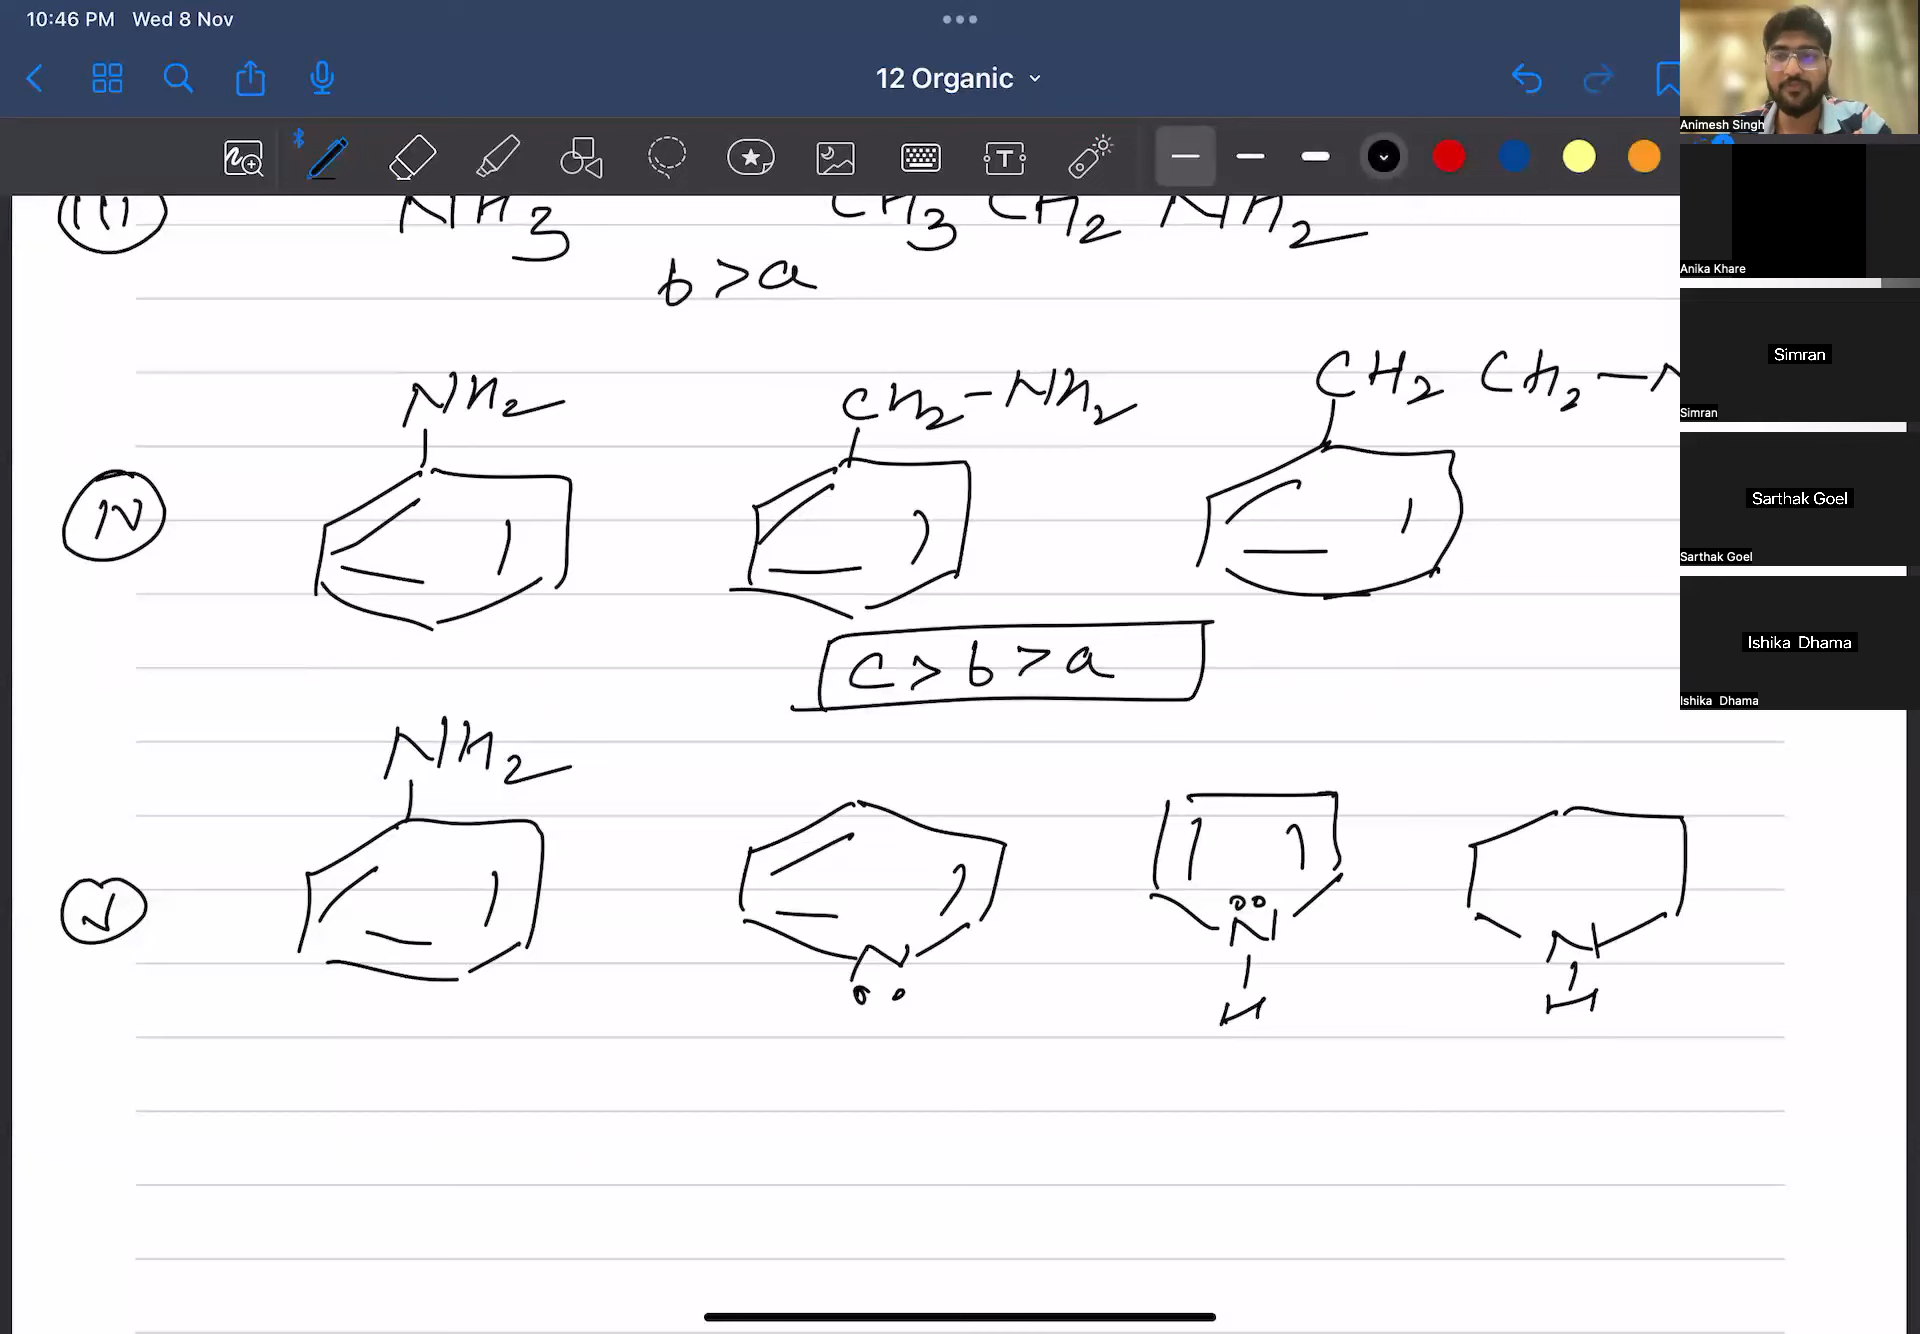 10:46 PM Wed 8 Nov
12 Organic
T
Animesh Singh
Anika Khare
Simran
Simran
Sarthak Goel
Sarthak Goel
Ishika Dhama
Ishika Dhama
III NH3 CH3 CH2 NH2
b > a
NH2 CH2-NH2 CH2 CH2-N
IV
c > b > a
NH2
V N N N
H H